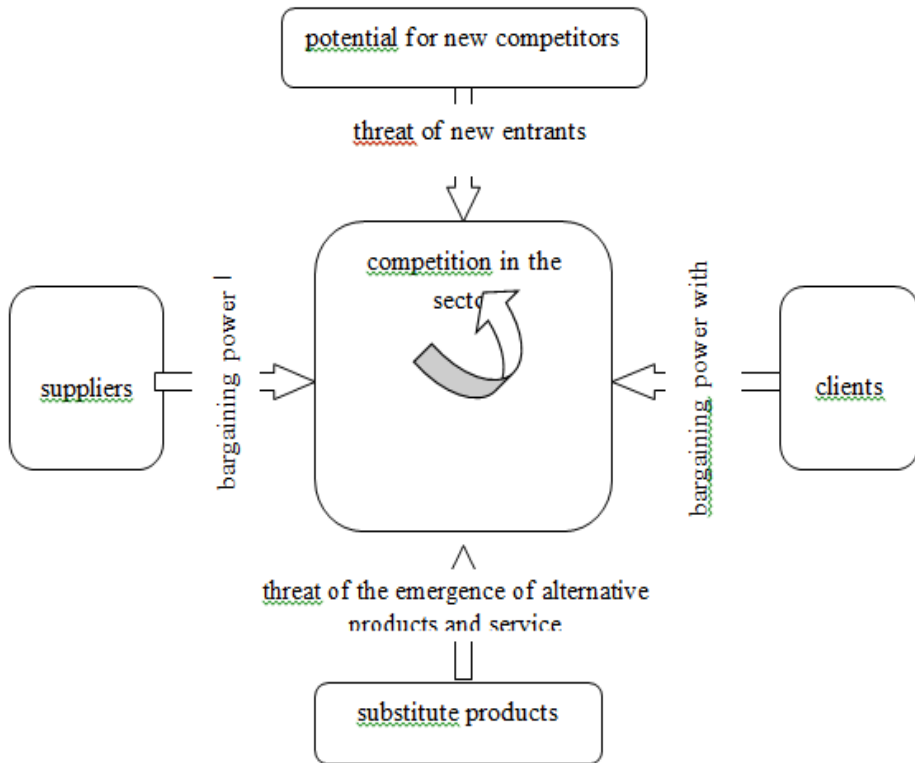 potential for new competitors
threat of new entrants
competition in the
secto
bargaining power
suppliers
bargaining power with
clients
threat of the emergence of alternative
products and service
substitute products